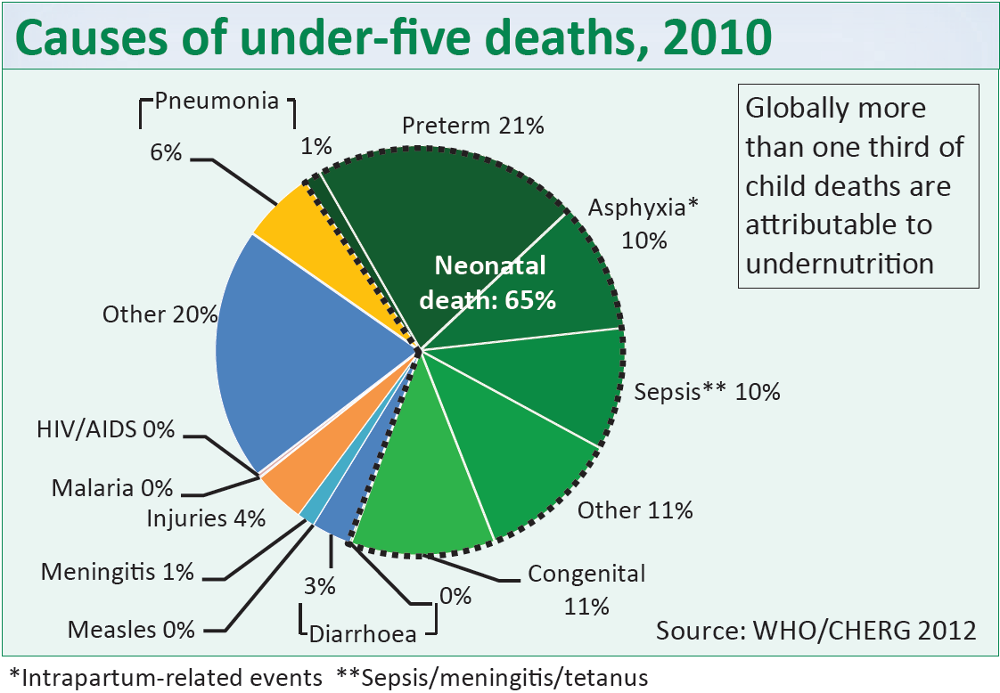 Causes of under-five deaths, 2010
Pneumonia
6%
1%
Preterm 21%
Globally more
than one third of
child deaths are
attributable to
undernutrition
Asphyxia*
10%
Neonatal
death: 65%
Other 20%
Sepsis** 10%
HIV/AIDS 0%
Malaria 0%
Injuries 4%
Other 11%
Meningitis 1%
Congenital
11%
3%
0%
Measles 0%
Diarrhoea
Source: WHO/CHERG 2012
*Intrapartum-related events **Sepsis/meningitis/tetanus